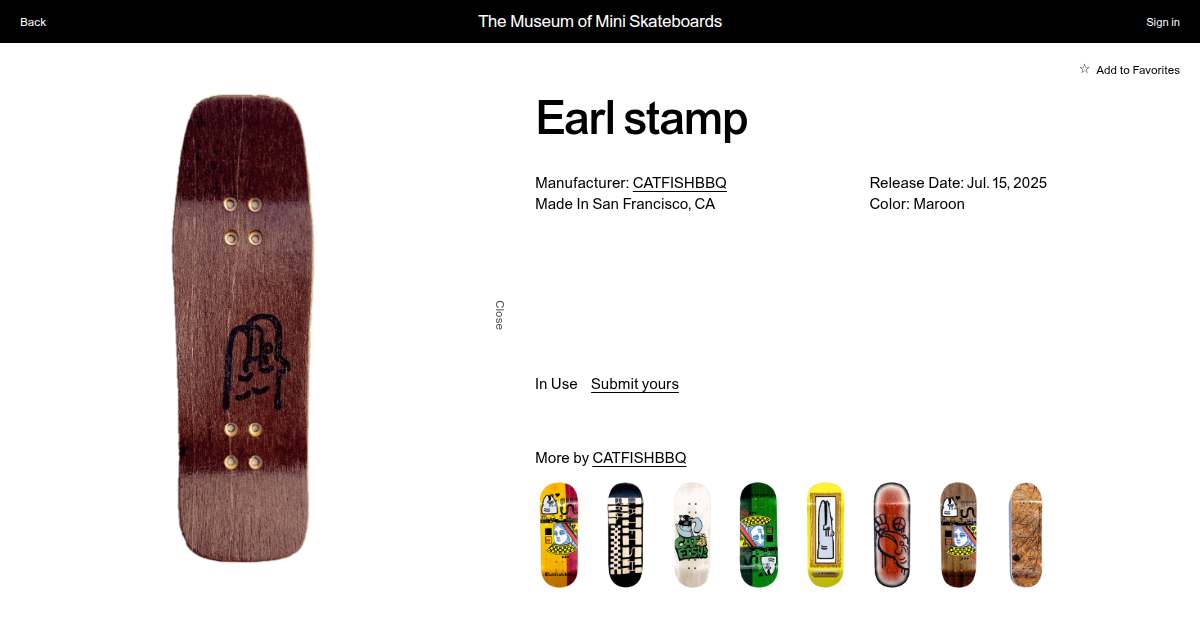 Back
The Museum of Mini Skateboards
Sign in
☆ Add to Favorites
Earl stamp
Manufacturer: CATFISHBBQ
Release Date: Jul. 15, 2025
Made In San Francisco, CA
Color: Maroon
Close
In Use Submit yours
More by CATFISHBBQ